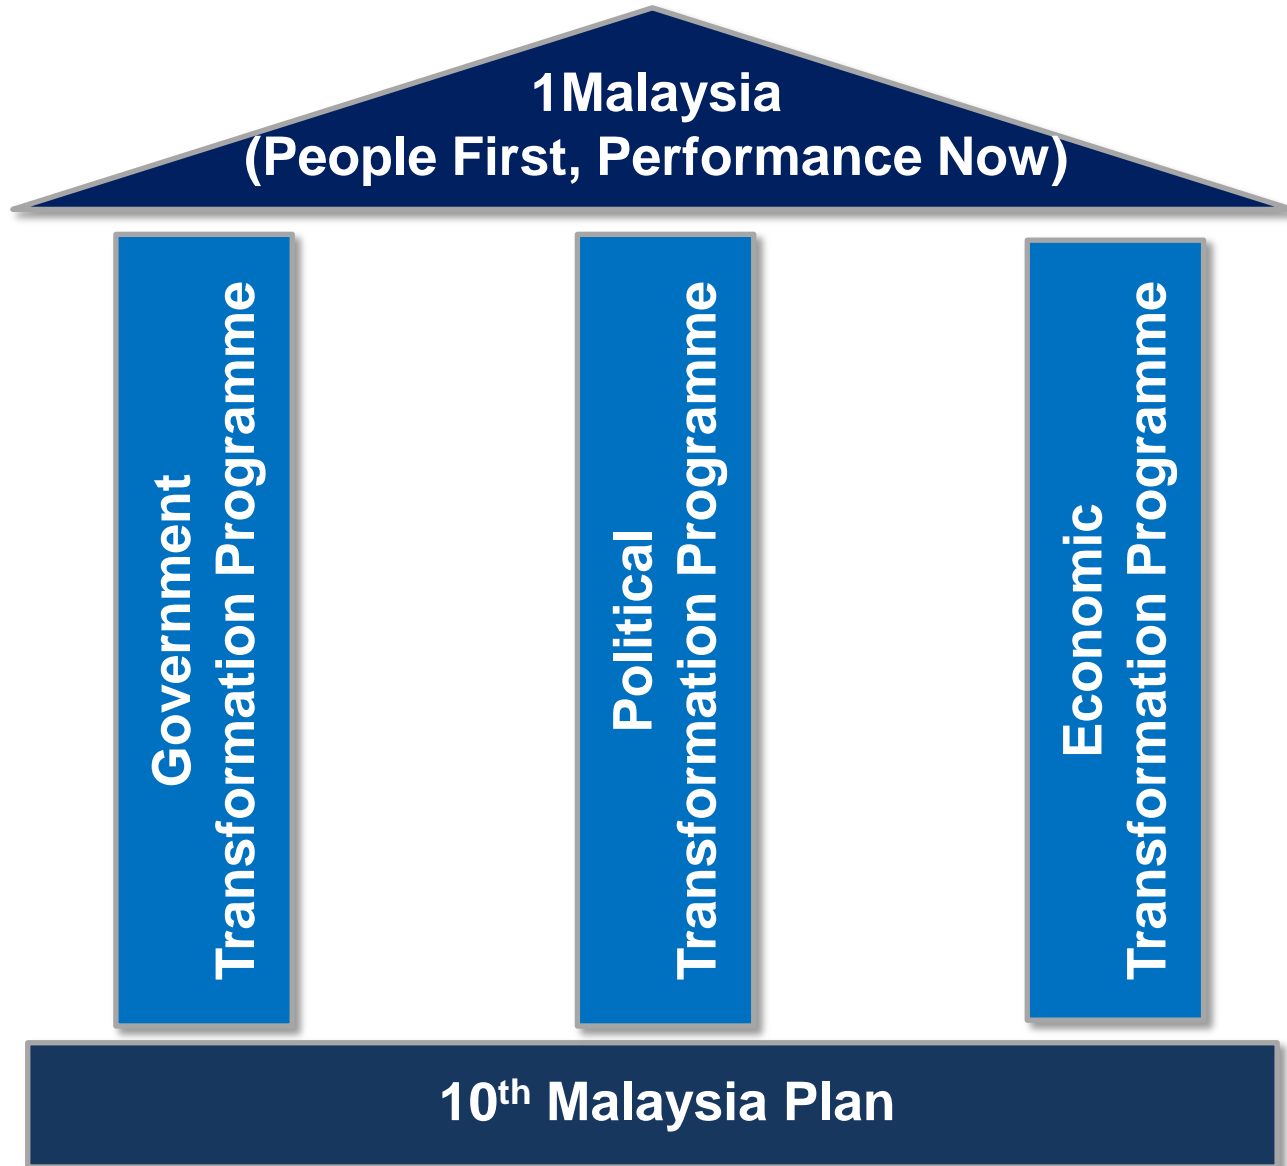 1Malaysia
(People First, Performance Now)
Government
Transformation Programme
Political
Transformation Programme
Economic
Transformation Programme
10th Malaysia Plan